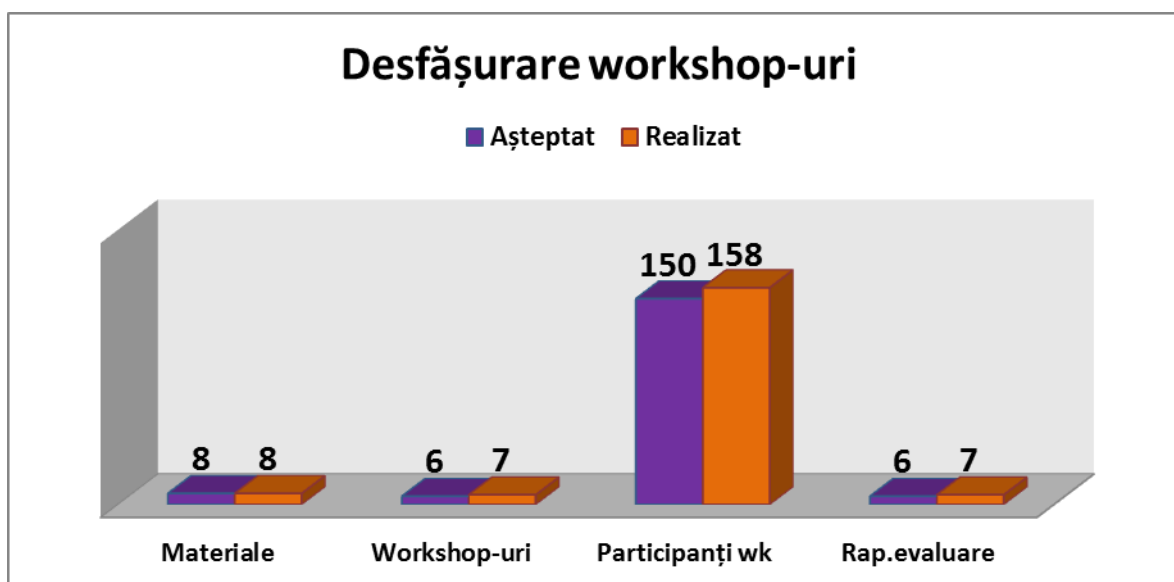 Desfășurare workshop-uri
Așteptat Realizat
150 158
8 8 6 7 6 7
Materiale Workshop-uri Participanți wk Rap.evaluare